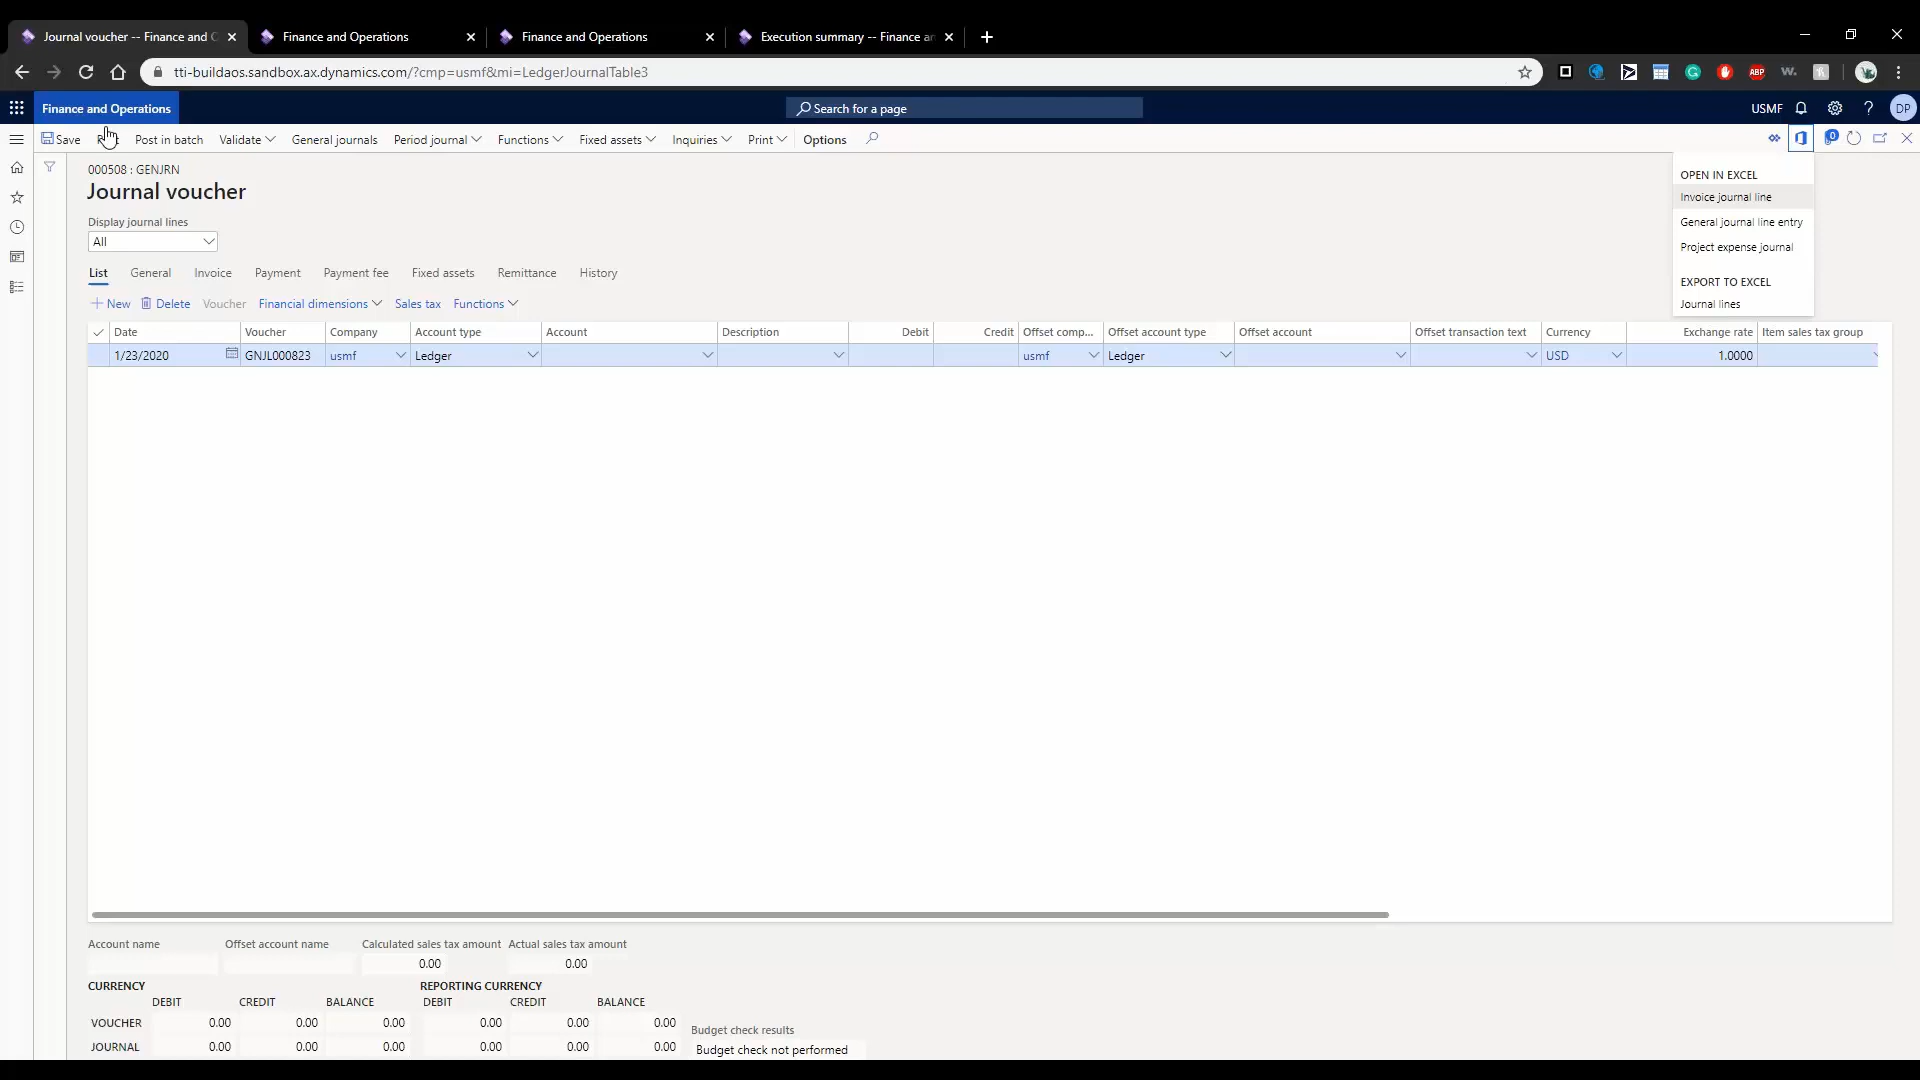 Journal voucher -- Finance and O
Finance and Operations
Finance and Operations
Execution summary -- Finance an
tti-buildaos.sandbox.ax.dynamics.com/?cmp=usmf&mi=LedgerJournalTable3
ABP
w.
Finance and Operations
Search for a page
USMF
?
DP
Save
Post in batch
Validate
General journals
Period journal
Functions
Fixed assets
Inquiries
Print
Options
0
000508 : GENJRN
Journal voucher
OPEN IN EXCEL
Invoice journal line
General journal line entry
Project expense journal
EXPORT TO EXCEL
Journal lines
Display journal lines
All
List General Invoice Payment Payment fee Fixed assets Remittance History
New Delete Voucher Financial dimensions Sales tax Functions
Date Voucher Company Account type Account Description Debit Credit Offset comp... Offset account type Offset account Offset transaction text Currency Exchange rate Item sales tax group
1/23/2020 GNJL000823 usmf Ledger usmf Ledger USD 1.0000
Account name Offset account name Calculated sales tax amount Actual sales tax amount
0.00 0.00
CURRENCY REPORTING CURRENCY
DEBIT CREDIT BALANCE DEBIT CREDIT BALANCE
VOUCHER 0.00 0.00 0.00 0.00 0.00 0.00
JOURNAL 0.00 0.00 0.00 0.00 0.00 0.00
Budget check results
Budget check not performed